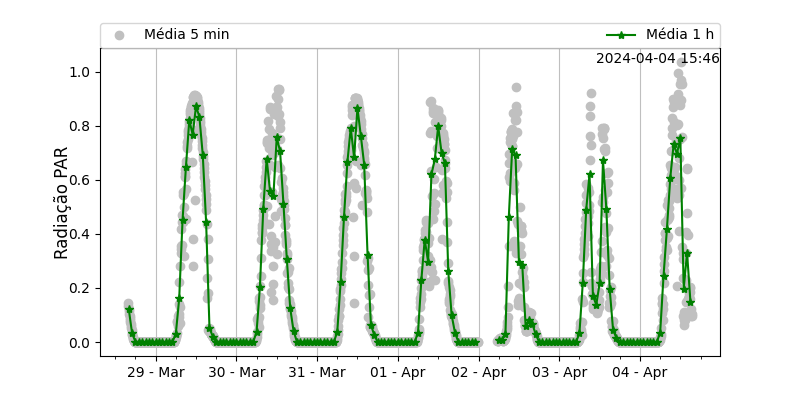 Média 5 min
Média 1 h
2024-04-04 15:46
Radiação PAR
1.0
0.8
0.6
0.4
0.2
0.0
29 - Mar
30 - Mar
31 - Mar
01 - Apr
02 - Apr
03 - Apr
04 - Apr